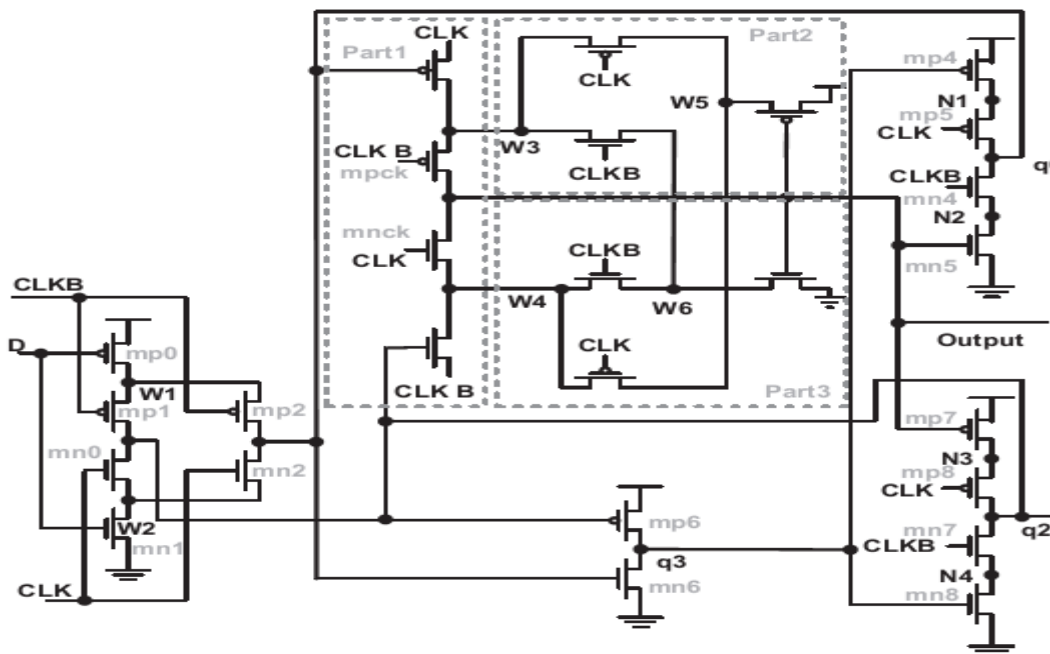 CLK
Part1
Part2
mp4
CLK
W5
N1
mp5
CLK
CLK B
mpck
W3
CLKB
q
CLKB
mn4
N2
mnck
CLK
CLKB
mn5
CLKB
W4
W6
D
mp0
CLK
Output
W1
mp1
mp2
CLK B
Part3
mp7
mn0
mn2
N3
mp8
CLK
W2
mn1
mp6
mn7
CLKB
q2
q3
CLK
mn6
N4
mn8